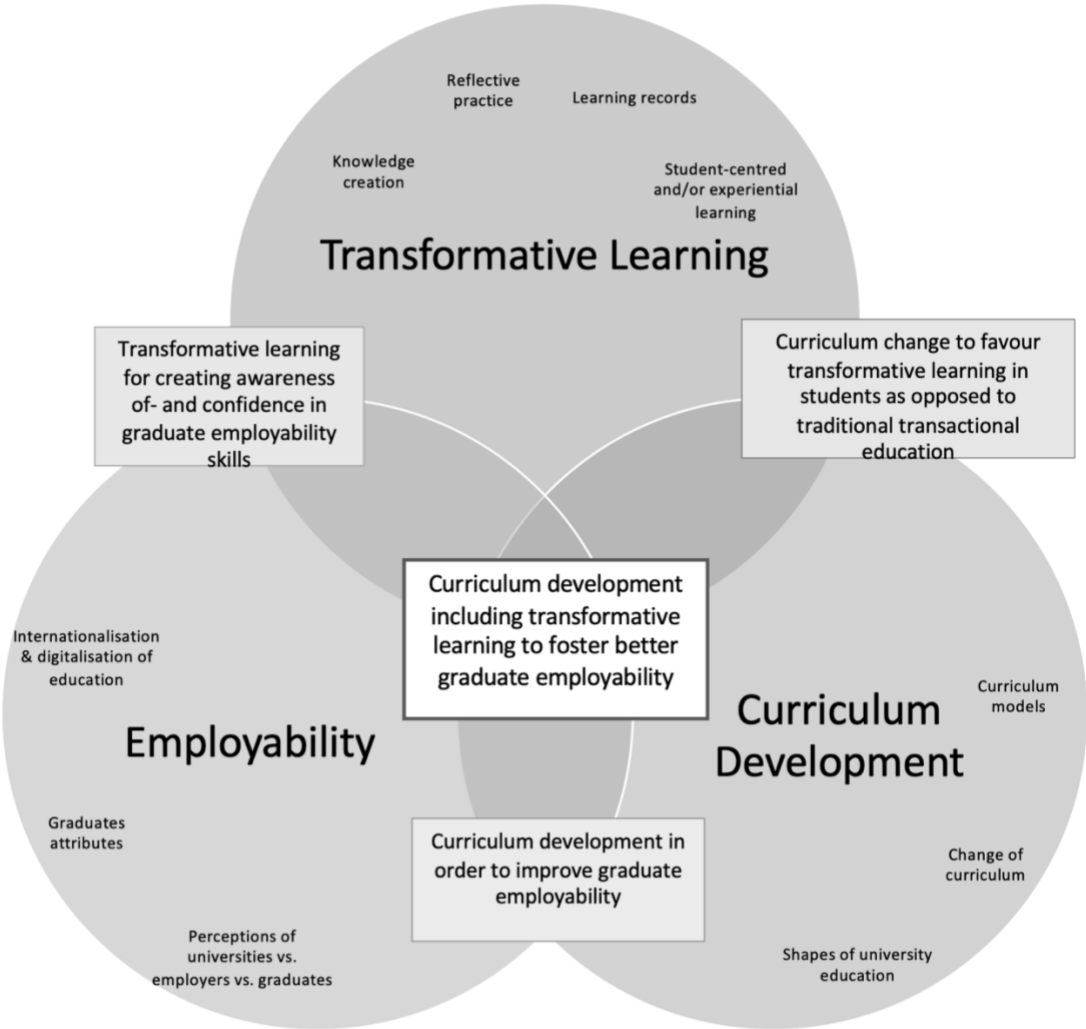 Reflective
practice
Learning records
Knowledge
creation
Student-centred
and/or experiential
learning
Transformative Learning
Transformative learning
for creating awareness
of- and confidence in
graduate employability
skills
Curriculum change to favour
transformative learning in
students as opposed to
traditional transactional
education
Curriculum development
including transformative
learning to foster better
graduate employability
Internationalisation
& digitalisation of
education
Employability
Graduates
attributes
Perceptions of
universities vs.
employers vs. graduates
Curriculum
models
Curriculum
Development
Change of
curriculum
Shapes of university
education
Curriculum development in
order to improve graduate
employability